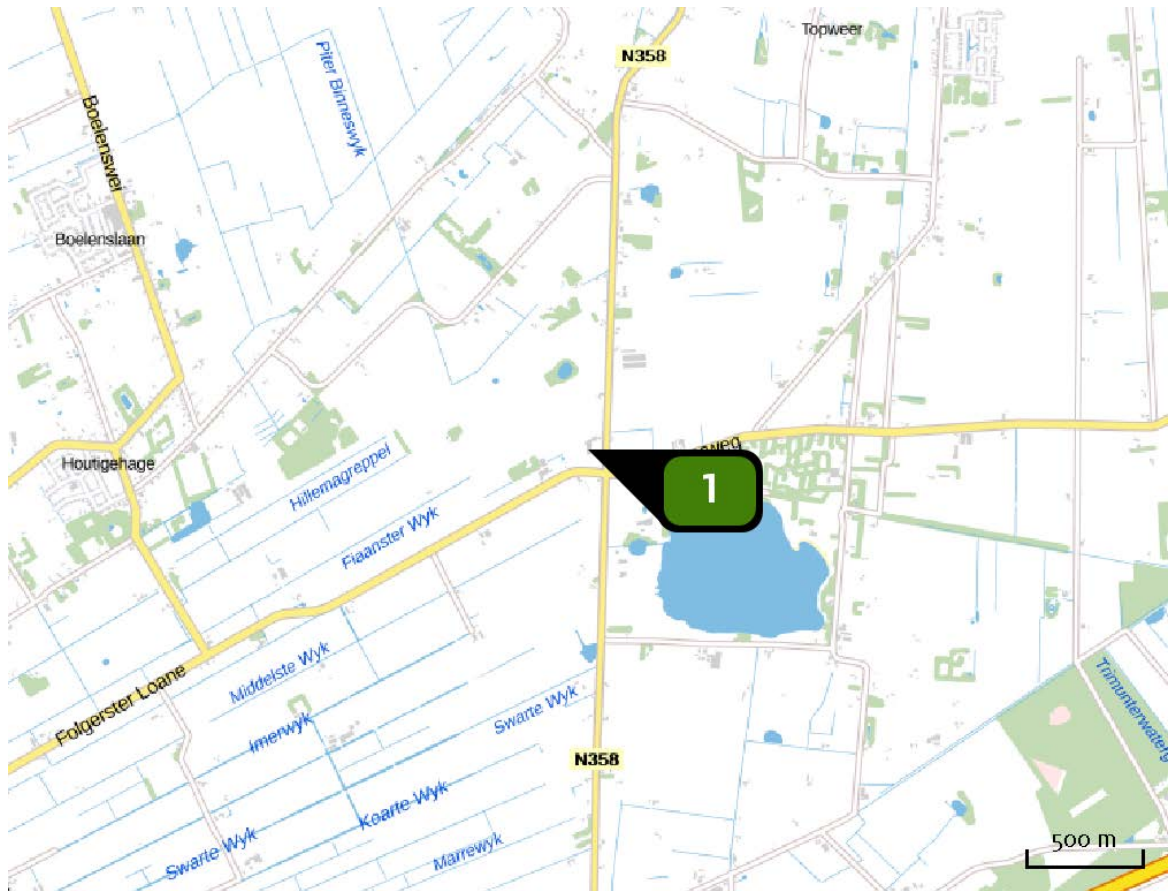 Topweer
N358
Piter Binneswyk
Boelenswei
Boelenslaan
Houtigehage
Hillemagreppel
Fiaanster Wyk
1
Folgerster Loane
Middelste Wyk
Imerwyk
Swarte Wyk
Trimunterwaterg
N358
Koarte Wyk
Swarte Wyk
Marrewyk
500 m